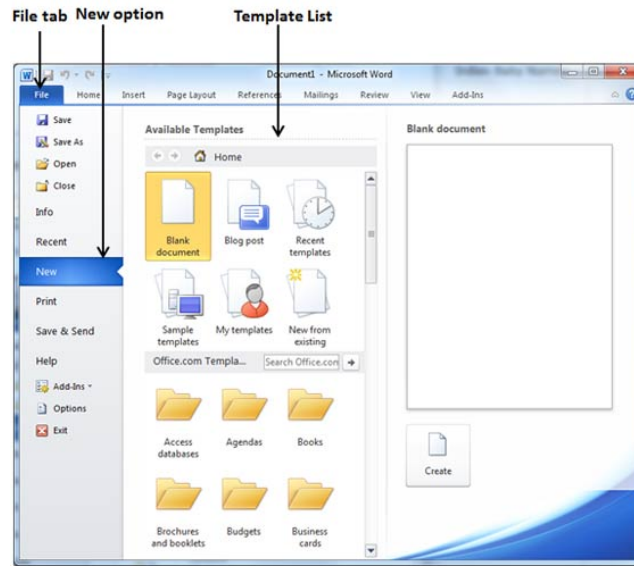 File tab New option Template List
Document1 - Microsoft Word
File Home Insert Page Layout References Mailings Review View Add-Ins
Save
Save As
Open
Close
Info
Recent
New
Print
Save & Send
Help
Add-Ins
Options
Exit
Available Templates
Home
Blank document
Blog post
Recent templates
Sample templates
My templates
New from existing
Office.com Templa... Search Office.con
Access databases
Agendas
Books
Brochures and booklets
Budgets
Business cards
Blank document
Create